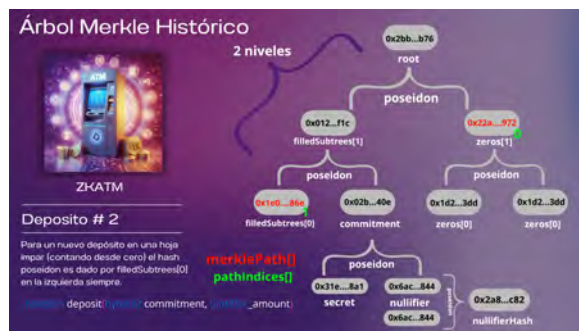 Árbol Merkle Histórico
ATM
ZKATM
Deposito # 2
Para un nuevo depósito en una hoja
impar (contando desde cero) el hash
poseidon es dado por filledSubtrees[0]
en la izquierda siempre.
deposit( commitment, _amount)
2 niveles
0x2bb...b76
root
poseidon
0x012...f1c
filledSubtrees[1]
0x22a....972
0
zeros[1]
poseidon
poseidon
0x1e0....86e
1
filledSubtrees[0]
0x02b...40e
commitment
0x1d2...3dd
zeros[0]
0x1d2...3dd
zeros[0]
merklePath[]
pathIndices[]
poseidon
0x31e....8a1
secret
0x6ac...844
nullifier
0x6ac...844
poseidon
0x2a8...c82
nullifierHash